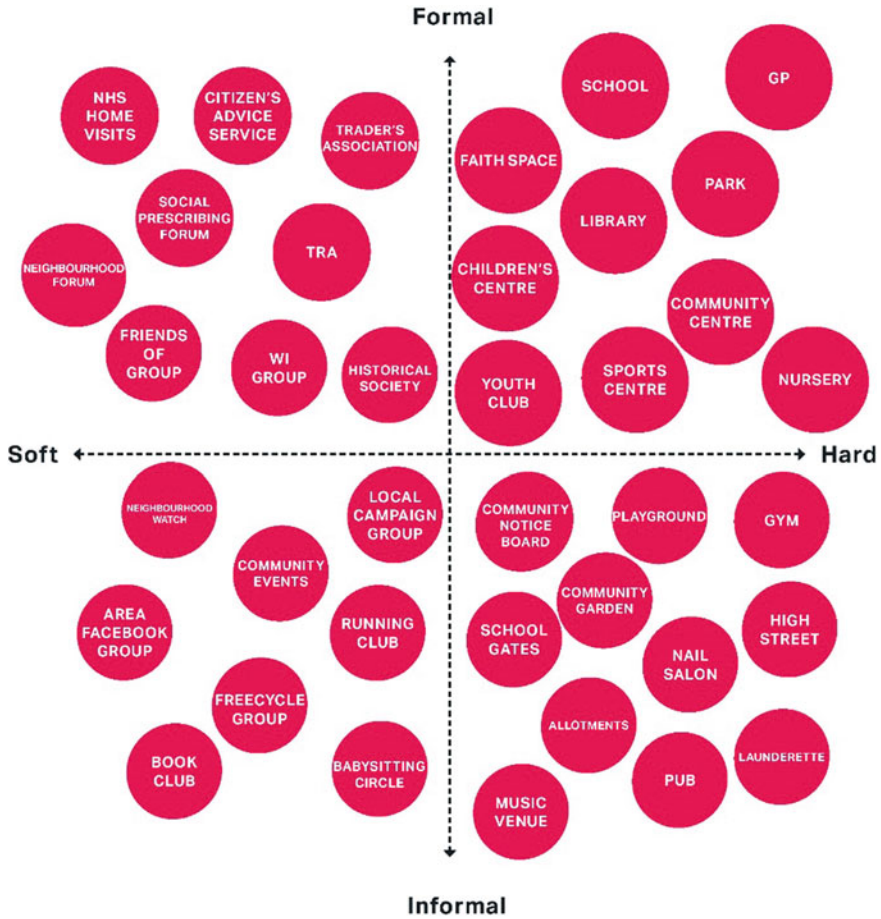 Formal
NHS
HOME
VISITS
CITIZEN'S
ADVICE
SERVICE
TRADER'S
ASSOCIATION
SOCIAL
PRESCRIBING
FORUM
TRA
NEIGHBOURHOOD
FORUM
FRIENDS
OF
GROUP
WI
GROUP
HISTORICAL
SOCIETY
SCHOOL
GP
FAITH SPACE
PARK
LIBRARY
CHILDREN'S
CENTRE
COMMUNITY
CENTRE
YOUTH
CLUB
SPORTS
CENTRE
NURSERY
Soft
Hard
NEIGHBOURHOOD
WATCH
LOCAL
CAMPAIGN
GROUP
COMMUNITY
EVENTS
AREA
FACEBOOK
GROUP
RUNNING
CLUB
FREECYCLE
GROUP
BOOK
CLUB
BABYSITTING
CIRCLE
COMMUNITY
NOTICE
BOARD
PLAYGROUND
GYM
COMMUNITY
GARDEN
SCHOOL
GATES
HIGH
STREET
NAIL
SALON
ALLOTMENTS
LAUNDERETTE
PUB
MUSIC
VENUE
Informal